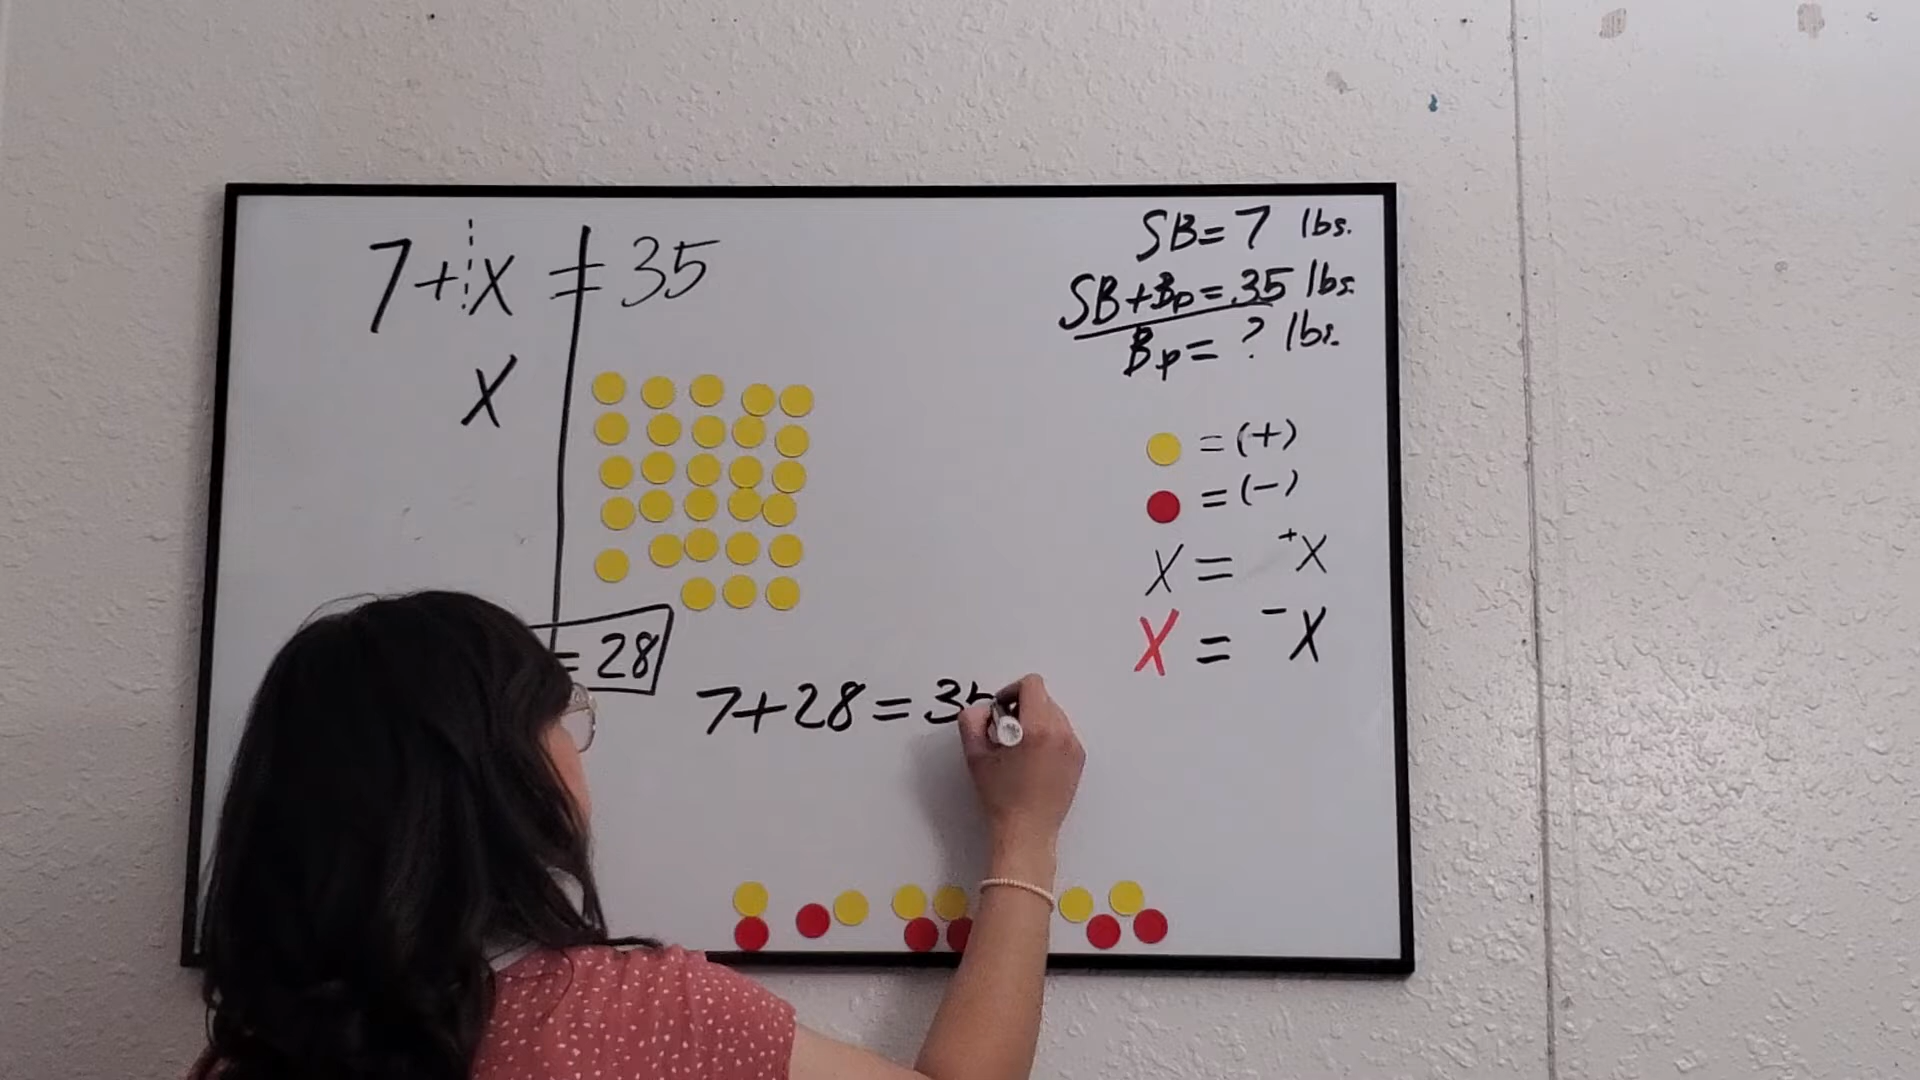 7+x=35
x
=28
7+28=35
SB=7 lbs.
SB+Bp=35 lbs.
Bp=? lbs.
=(+)
=(-)
x=⁺x
x=⁻x